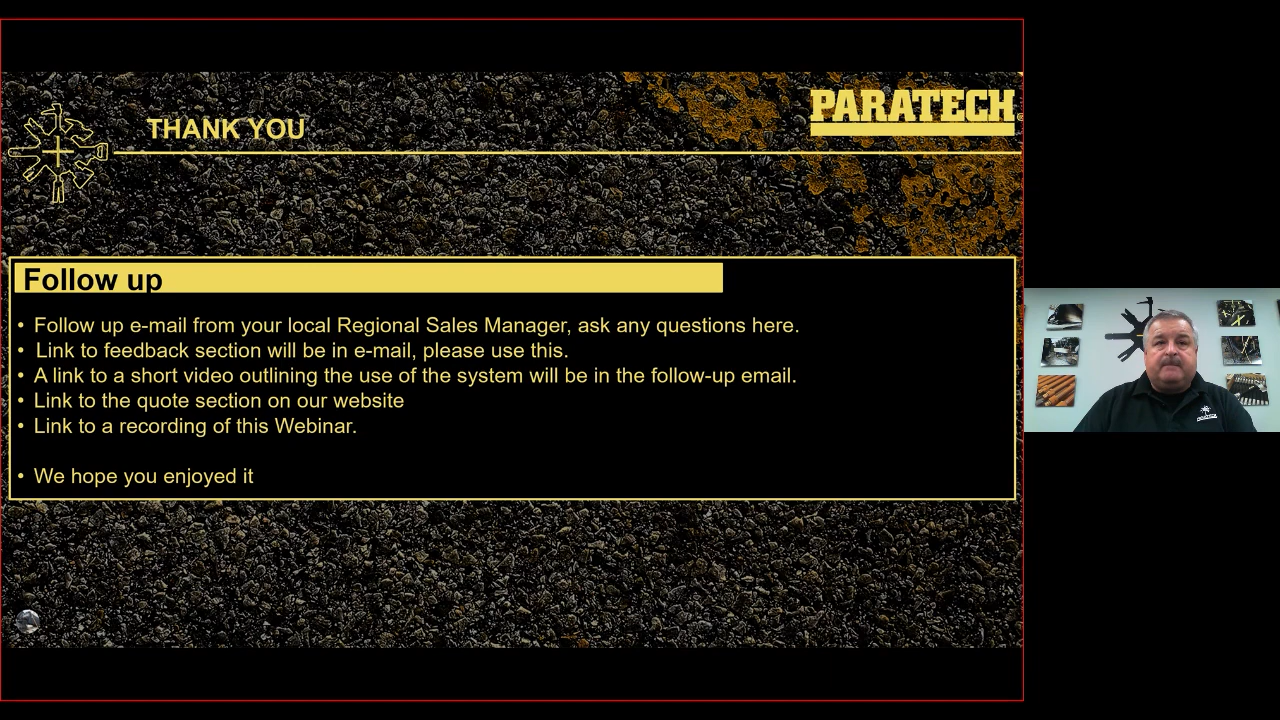 THANK YOU
PARATECH
Follow up
• Follow up e-mail from your local Regional Sales Manager, ask any questions here.
• Link to feedback section will be in e-mail, please use this.
• A link to a short video outlining the use of the system will be in the follow-up email.
• Link to the quote section on our website
• Link to a recording of this Webinar.
• We hope you enjoyed it